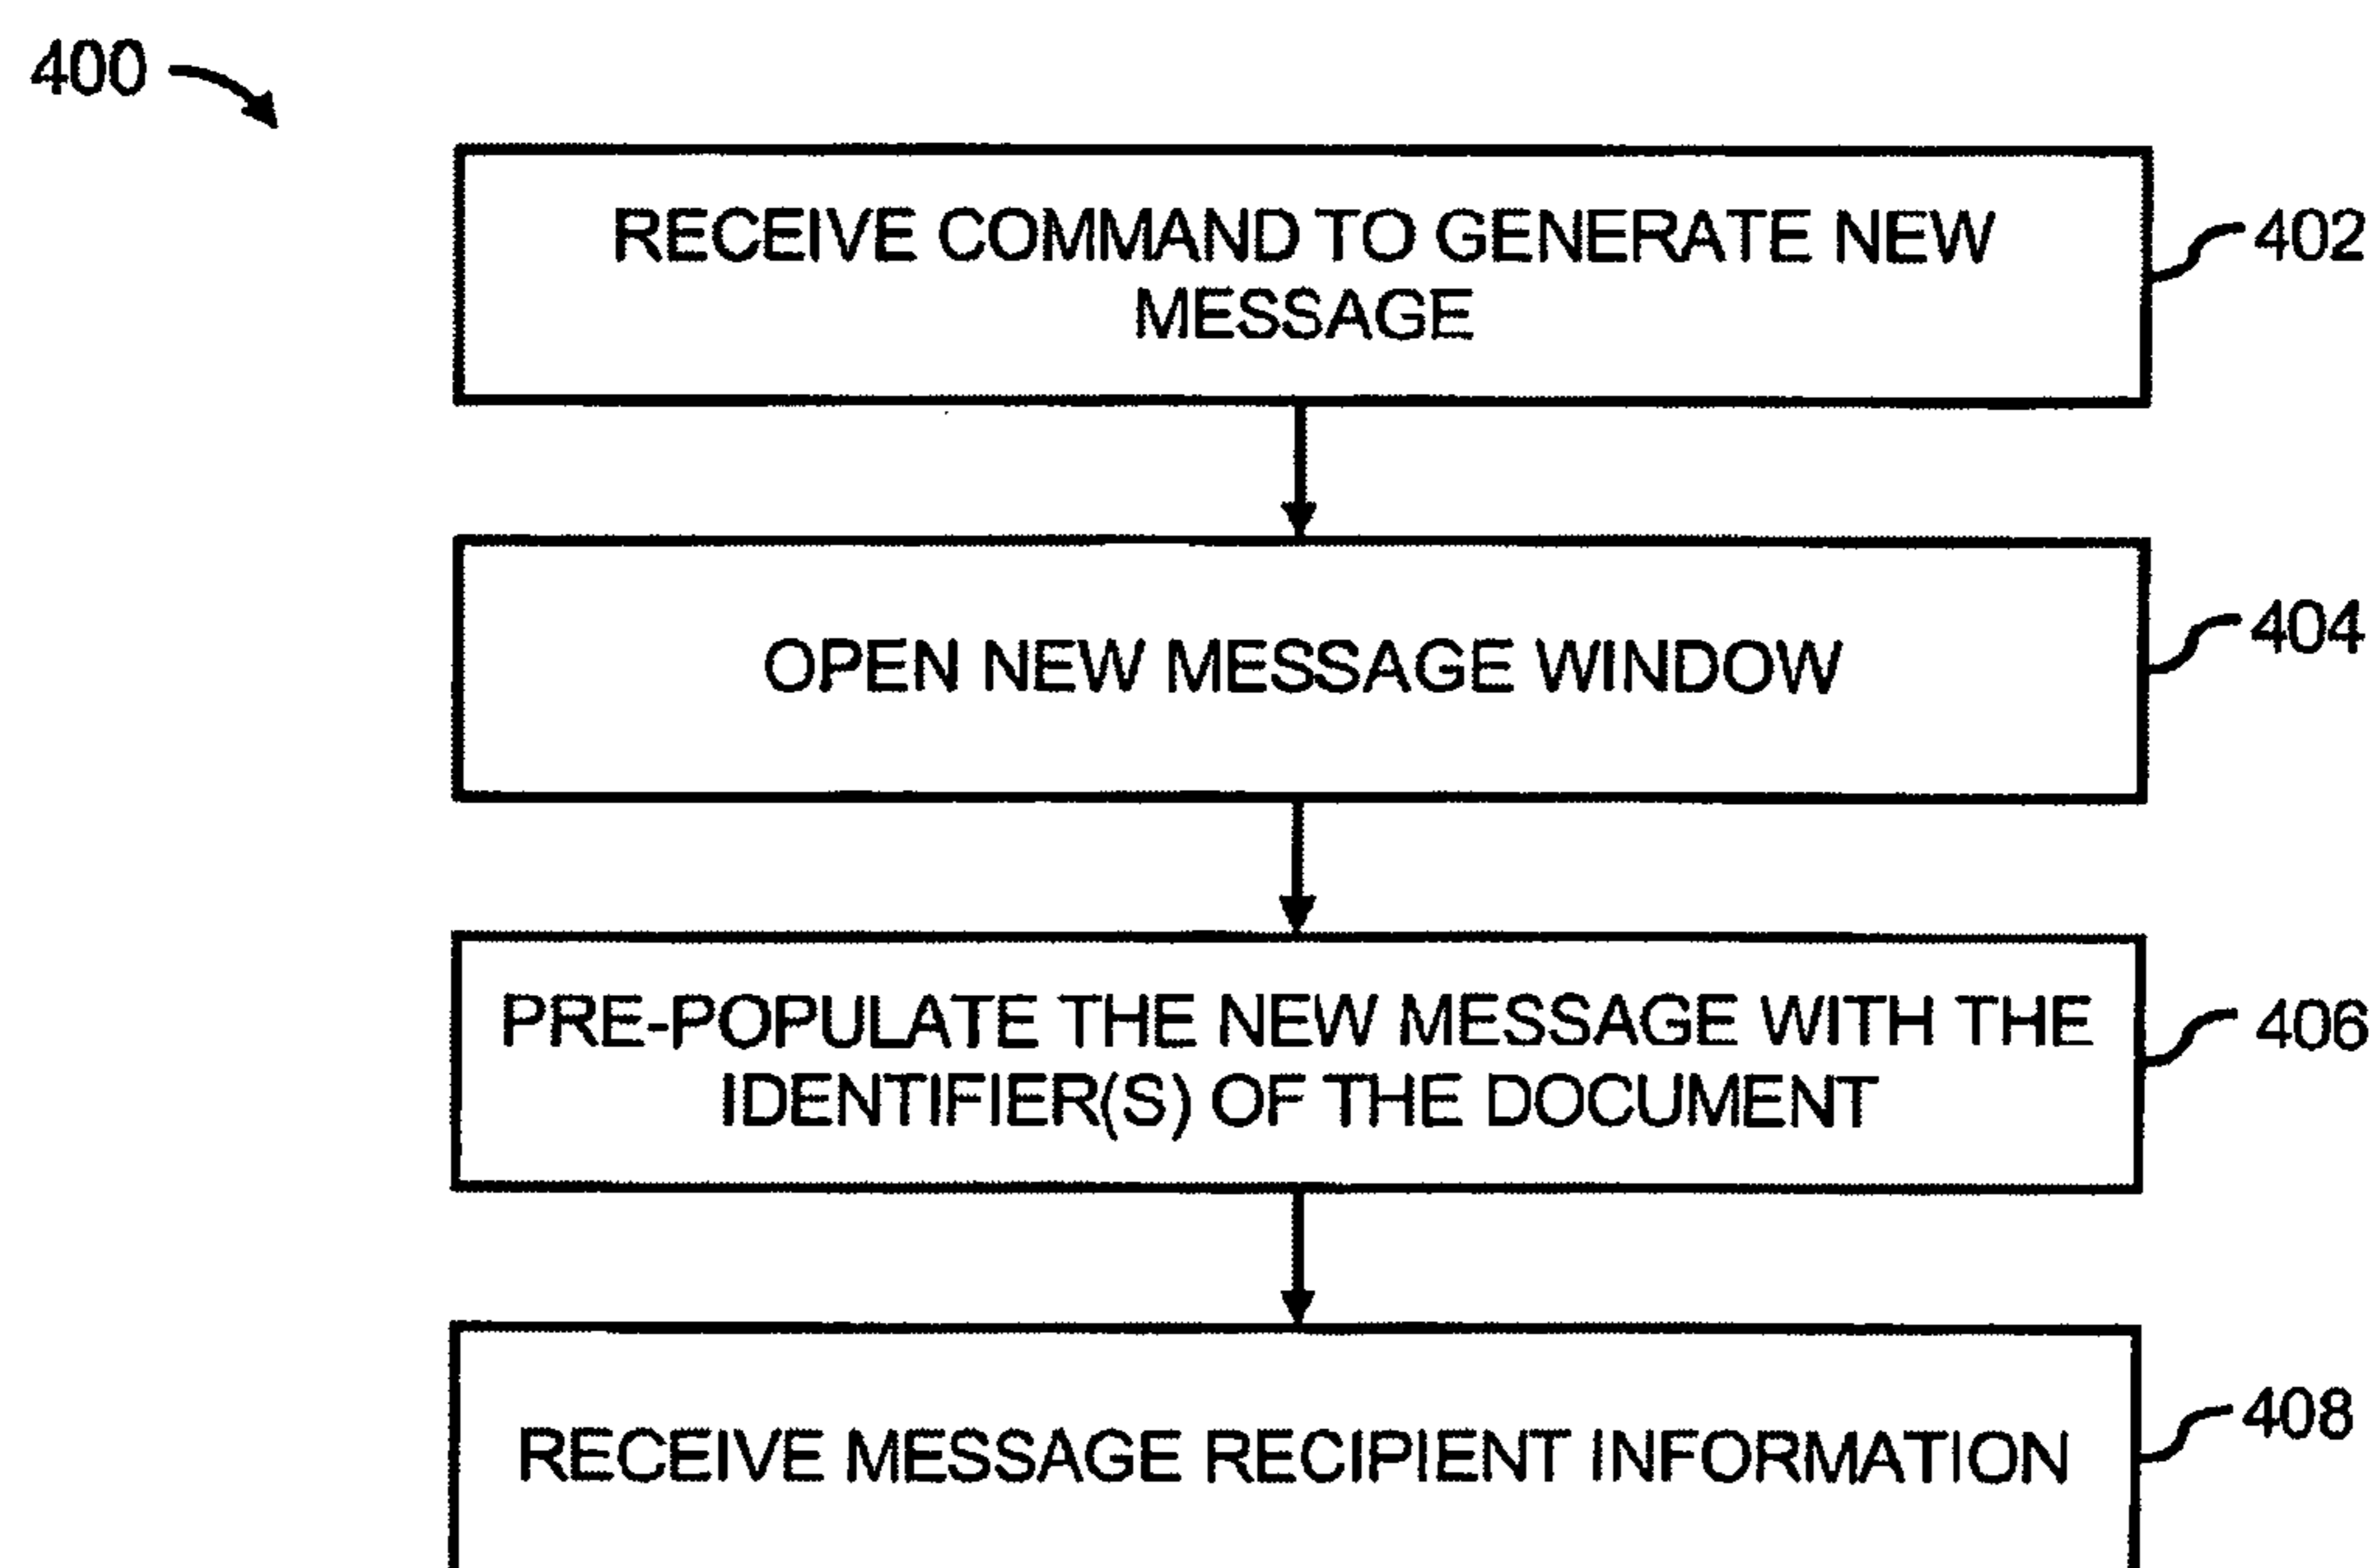 400
RECEIVE COMMAND TO GENERATE NEW
MESSAGE
402
OPEN NEW MESSAGE WINDOW
404
PRE-POPULATE THE NEW MESSAGE WITH THE
IDENTIFIER(S) OF THE DOCUMENT
406
RECEIVE MESSAGE RECIPIENT INFORMATION
408